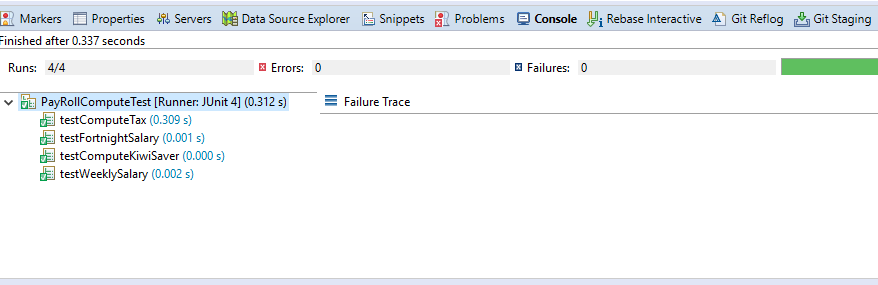 Markers Properties Servers Data Source Explorer Snippets Problems Console Rebase Interactive Git Reflog Git Staging
Finished after 0.337 seconds
Runs: 4/4 Errors: 0 Failures: 0
PayRollComputeTest [Runner: JUnit 4] (0.312 s)
Failure Trace
testComputeTax (0.309 s)
testFortnightSalary (0.001 s)
testComputeKiwiSaver (0.000 s)
testWeeklySalary (0.002 s)